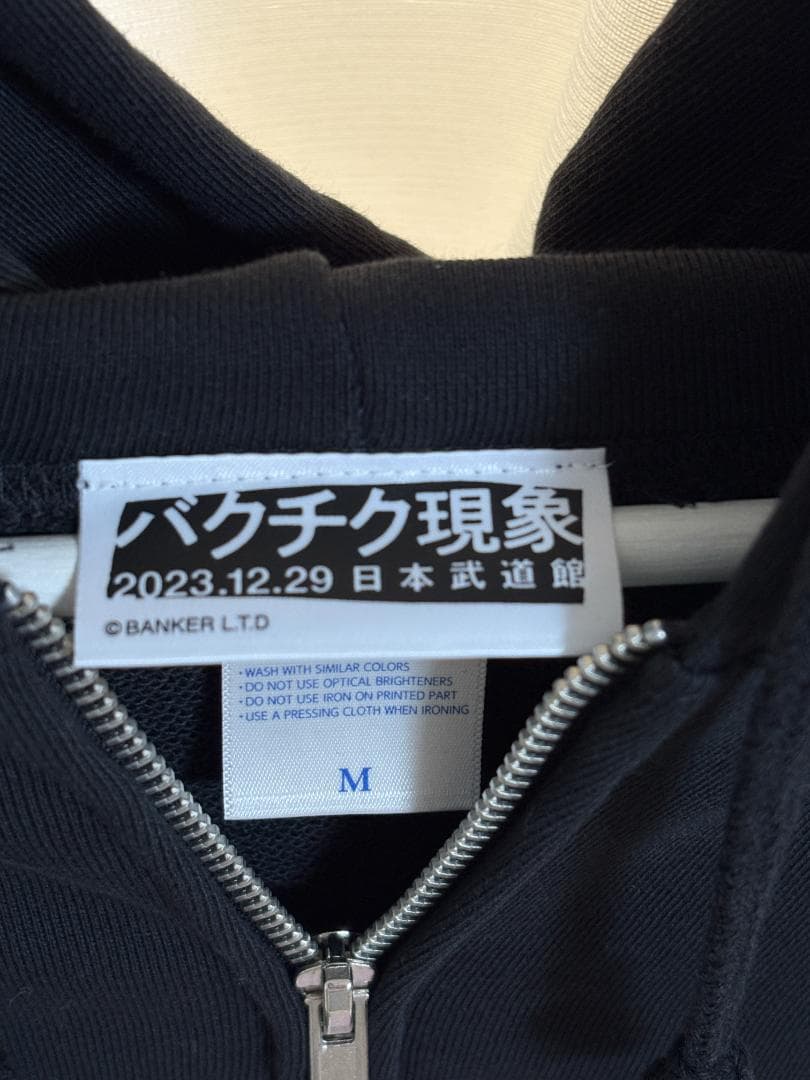 バクチク現象
2023.12.29 日本武道館
©BANKER L.T.D
・WASH WITH SIMILAR COLORS
・DO NOT USE OPTICAL BRIGHTENERS
・DO NOT USE IRON ON PRINTED PART
・USE A PRESSING CLOTH WHEN IRONING
M